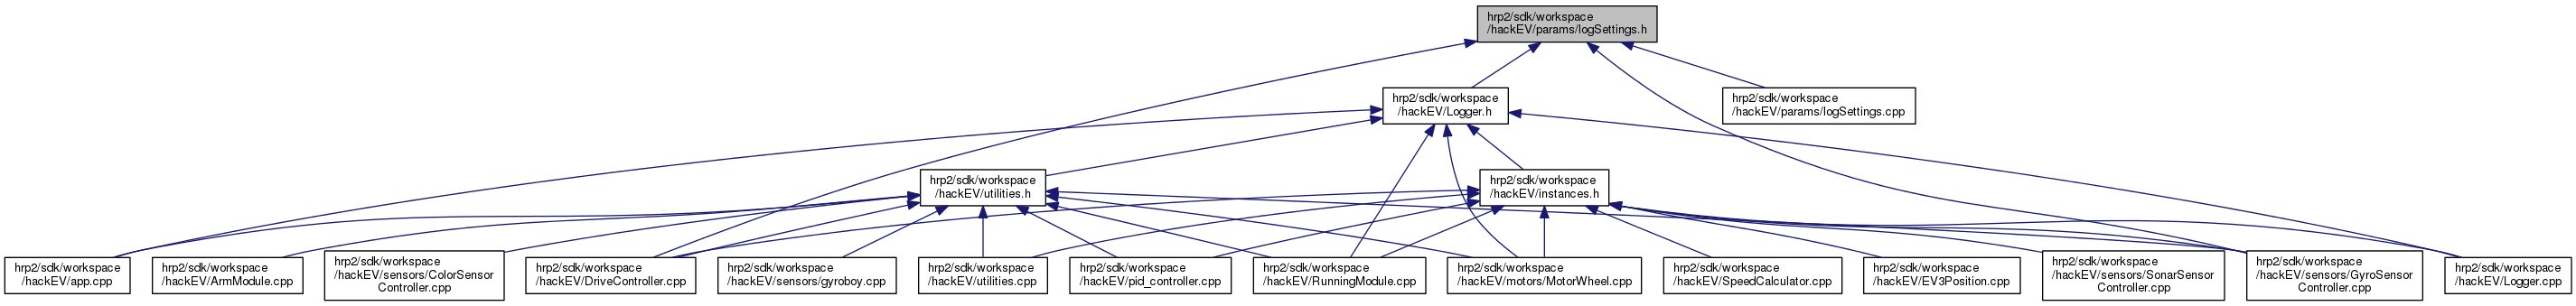 hrp2/sdk/workspace
/hackEV/params/logSettings.h
hrp2/sdk/workspace
/hackEV/Logger.h
hrp2/sdk/workspace
/hackEV/params/logSettings.cpp
hrp2/sdk/workspace
/hackEV/utilities.h
hrp2/sdk/workspace
/hackEV/instances.h
hrp2/sdk/workspace
/hackEV/app.cpp
hrp2/sdk/workspace
/hackEV/ArmModule.cpp
hrp2/sdk/workspace
/hackEV/sensors/ColorSensor
Controller.cpp
hrp2/sdk/workspace
/hackEV/DriveController.cpp
hrp2/sdk/workspace
/hackEV/sensors/gyroboy.cpp
hrp2/sdk/workspace
/hackEV/utilities.cpp
hrp2/sdk/workspace
/hackEV/pid_controller.cpp
hrp2/sdk/workspace
/hackEV/RunningModule.cpp
hrp2/sdk/workspace
/hackEV/motors/MotorWheel.cpp
hrp2/sdk/workspace
/hackEV/SpeedCalculator.cpp
hrp2/sdk/workspace
/hackEV/EV3Position.cpp
hrp2/sdk/workspace
/hackEV/sensors/SonarSensor
Controller.cpp
hrp2/sdk/workspace
/hackEV/sensors/GyroSensor
Controller.cpp
hrp2/sdk/workspace
/hackEV/Logger.cpp